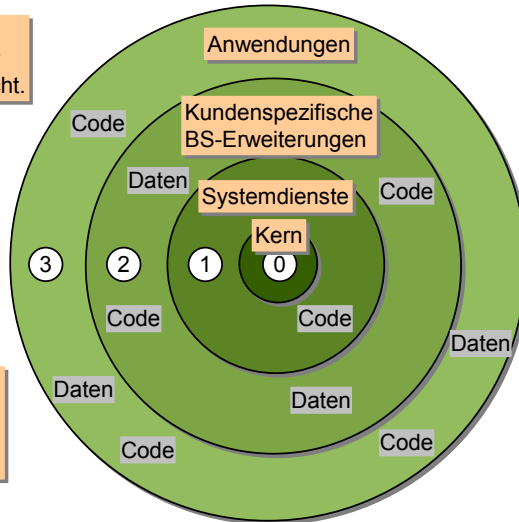 Anwendungen
cht.
Code
Kundenspezifische
BS-Erweiterungen
Daten
Code
Systemdienste
Kern
3
2
1
0
Code
Code
Daten
Daten
Daten
Code
Code